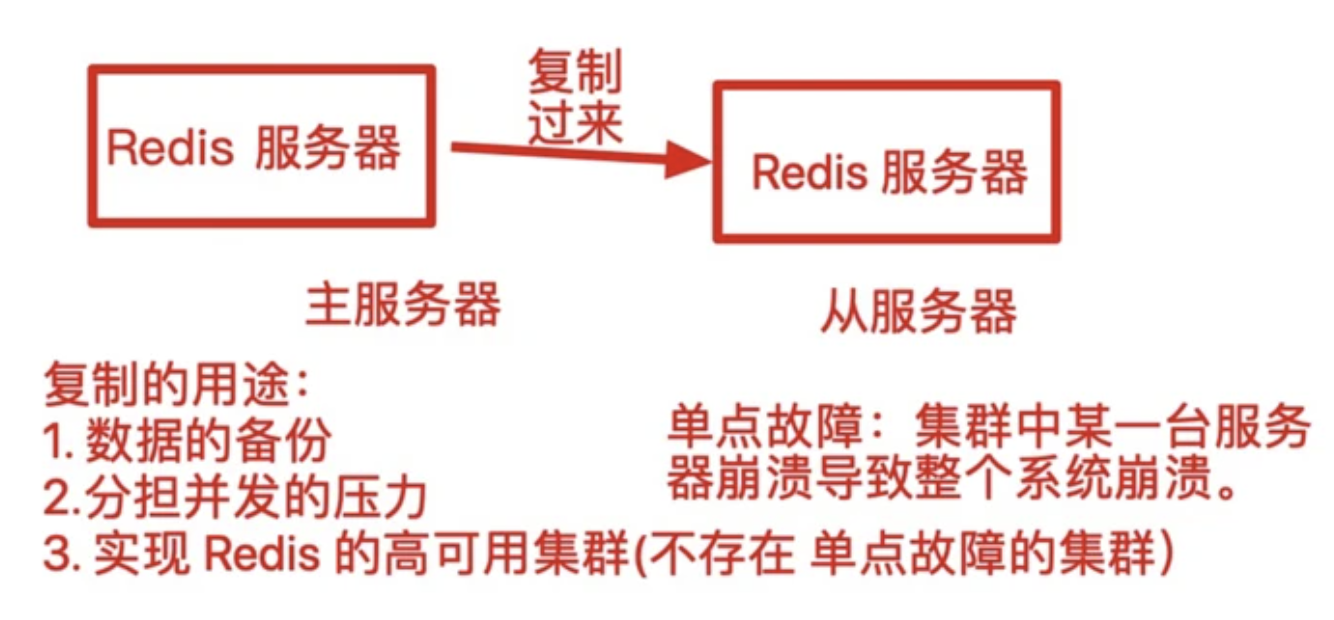 复制
过来
Redis 服务器
Redis 服务器
主服务器
从服务器
复制的用途：
1. 数据的备份
2.分担并发的压力
3. 实现 Redis 的高可用集群(不存在 单点故障的集群）
单点故障：集群中某一台服务
器崩溃导致整个系统崩溃。